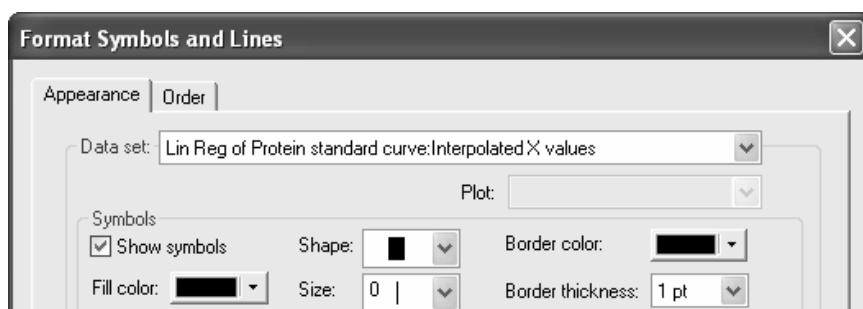 Format Symbols and Lines
Appearance Order
Data set: Lin Reg of Protein standard curve:Interpolated X values
Plot:
Symbols
Show symbols Shape: Border color:
Fill color: Size: 0 Border thickness: 1 pt